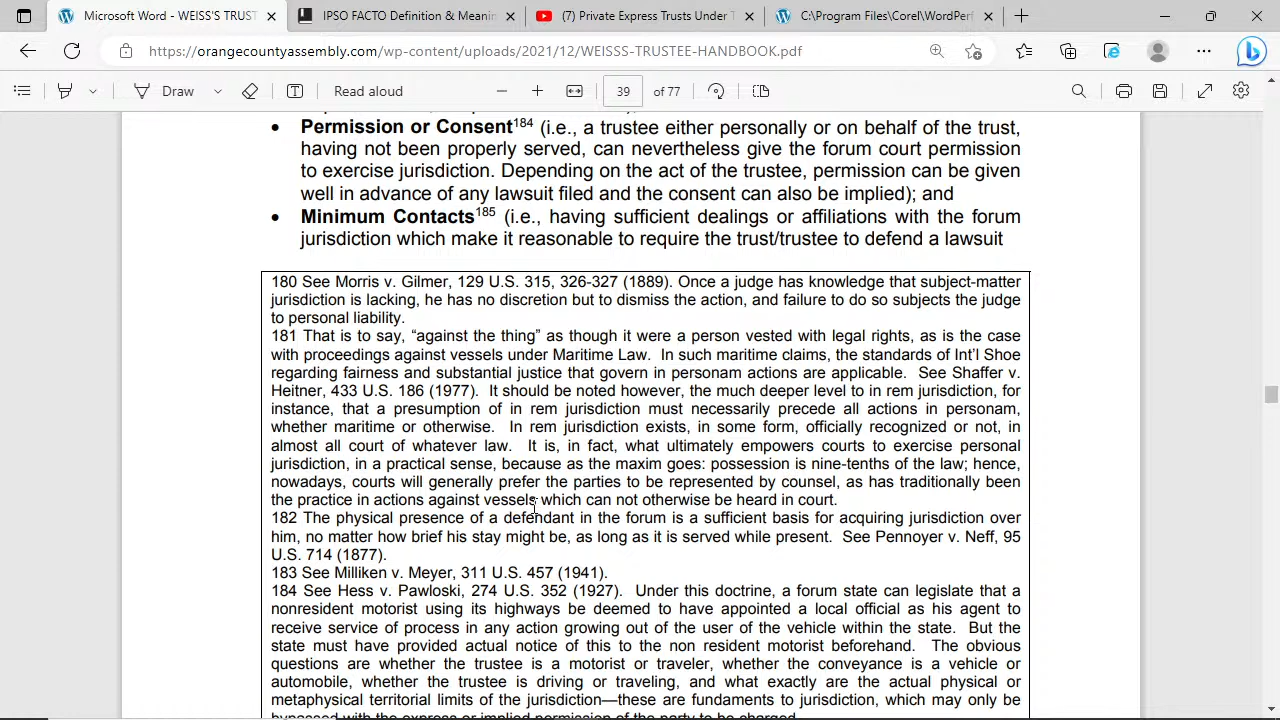 Microsoft Word - WEISS'S TRUST
IPSO FACTO Definition & Meanin
(7) Private Express Trusts Under T
C:\Program Files\Corel\WordPerf
https://orangecountyassembly.com/wp-content/uploads/2021/12/WEISSS-TRUSTEE-HANDBOOK.pdf
Draw
Read aloud
39 of 77
• Permission or Consent184 (i.e., a trustee either personally or on behalf of the trust,
having not been properly served, can nevertheless give the forum court permission
to exercise jurisdiction. Depending on the act of the trustee, permission can be given
well in advance of any lawsuit filed and the consent can also be implied); and
• Minimum Contacts185 (i.e., having sufficient dealings or affiliations with the forum
jurisdiction which make it reasonable to require the trust/trustee to defend a lawsuit
180 See Morris v. Gilmer, 129 U.S. 315, 326-327 (1889). Once a judge has knowledge that subject-matter
jurisdiction is lacking, he has no discretion but to dismiss the action, and failure to do so subjects the judge
to personal liability.
181 That is to say, “against the thing” as though it were a person vested with legal rights, as is the case
with proceedings against vessels under Maritime Law. In such maritime claims, the standards of Int'l Shoe
regarding fairness and substantial justice that govern in personam actions are applicable. See Shaffer v.
Heitner, 433 U.S. 186 (1977). It should be noted however, the much deeper level to in rem jurisdiction, for
instance, that a presumption of in rem jurisdiction must necessarily precede all actions in personam,
whether maritime or otherwise. In rem jurisdiction exists, in some form, officially recognized or not, in
almost all court of whatever law. It is, in fact, what ultimately empowers courts to exercise personal
jurisdiction, in a practical sense, because as the maxim goes: possession is nine-tenths of the law; hence,
nowadays, courts will generally prefer the parties to be represented by counsel, as has traditionally been
the practice in actions against vessels which can not otherwise be heard in court.
182 The physical presence of a defendant in the forum is a sufficient basis for acquiring jurisdiction over
him, no matter how brief his stay might be, as long as it is served while present. See Pennoyer v. Neff, 95
U.S. 714 (1877).
183 See Milliken v. Meyer, 311 U.S. 457 (1941).
184 See Hess v. Pawloski, 274 U.S. 352 (1927). Under this doctrine, a forum state can legislate that a
nonresident motorist using its highways be deemed to have appointed a local official as his agent to
receive service of process in any action growing out of the user of the vehicle within the state. But the
state must have provided actual notice of this to the non resident motorist beforehand. The obvious
questions are whether the trustee is a motorist or traveler, whether the conveyance is a vehicle or
automobile, whether the trustee is driving or traveling, and what exactly are the actual physical or
metaphysical territorial limits of the jurisdiction—these are fundaments to jurisdiction, which may only be
bypassed with the express or implied permission of the party to be charged.